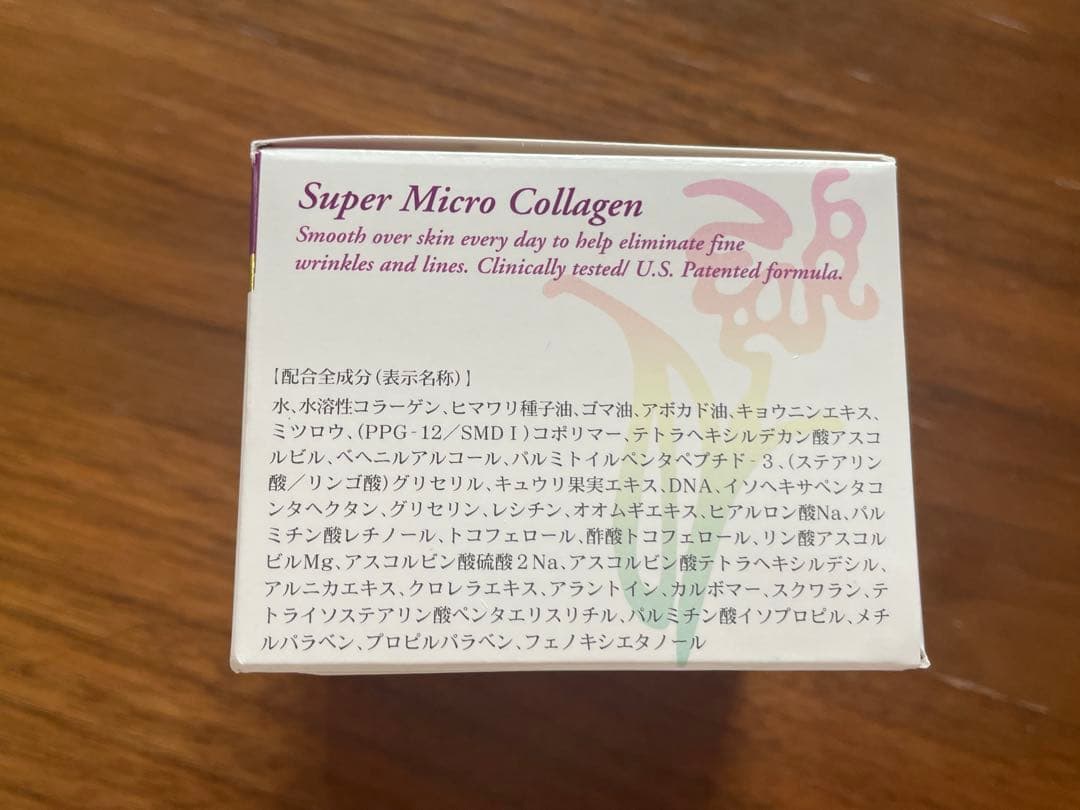 Super Micro Collagen
Smooth over skin every day to help eliminate fine
wrinkles and lines. Clinically tested/ U.S. Patented formula.
【配合全成分(表示名称)】
水、水溶性コラーゲン、ヒマワリ種子油、ゴマ油、アボカド油、キョウニンエキス、
ミツロウ、(PPG-12／SMDI)コポリマー、テトラヘキシルデカン酸アスコ
ルビル、ベヘニルアルコール、パルミトイルペンタペプチド-3、(ステアリン
酸／リンゴ酸)グリセリル、キュウリ果実エキス、DNA、イソヘキサペンタコ
ンタヘクタン、グリセリン、レシチン、オオムギエキス、ヒアルロン酸Na、パル
ミチン酸レチノール、トコフェロール、酢酸トコフェロール、リン酸アスコル
ビルMg、アスコルビン酸硫酸2Na、アスコルビン酸テトラヘキシルデシル、
アルニカエキス、クロレラエキス、アラントイン、カルボマー、スクワラン、テ
トライソステアリン酸ペンタエリスリチル、パルミチン酸イソプロピル、メチ
ルパラベン、プロピルパラベン、フェノキシエタノール